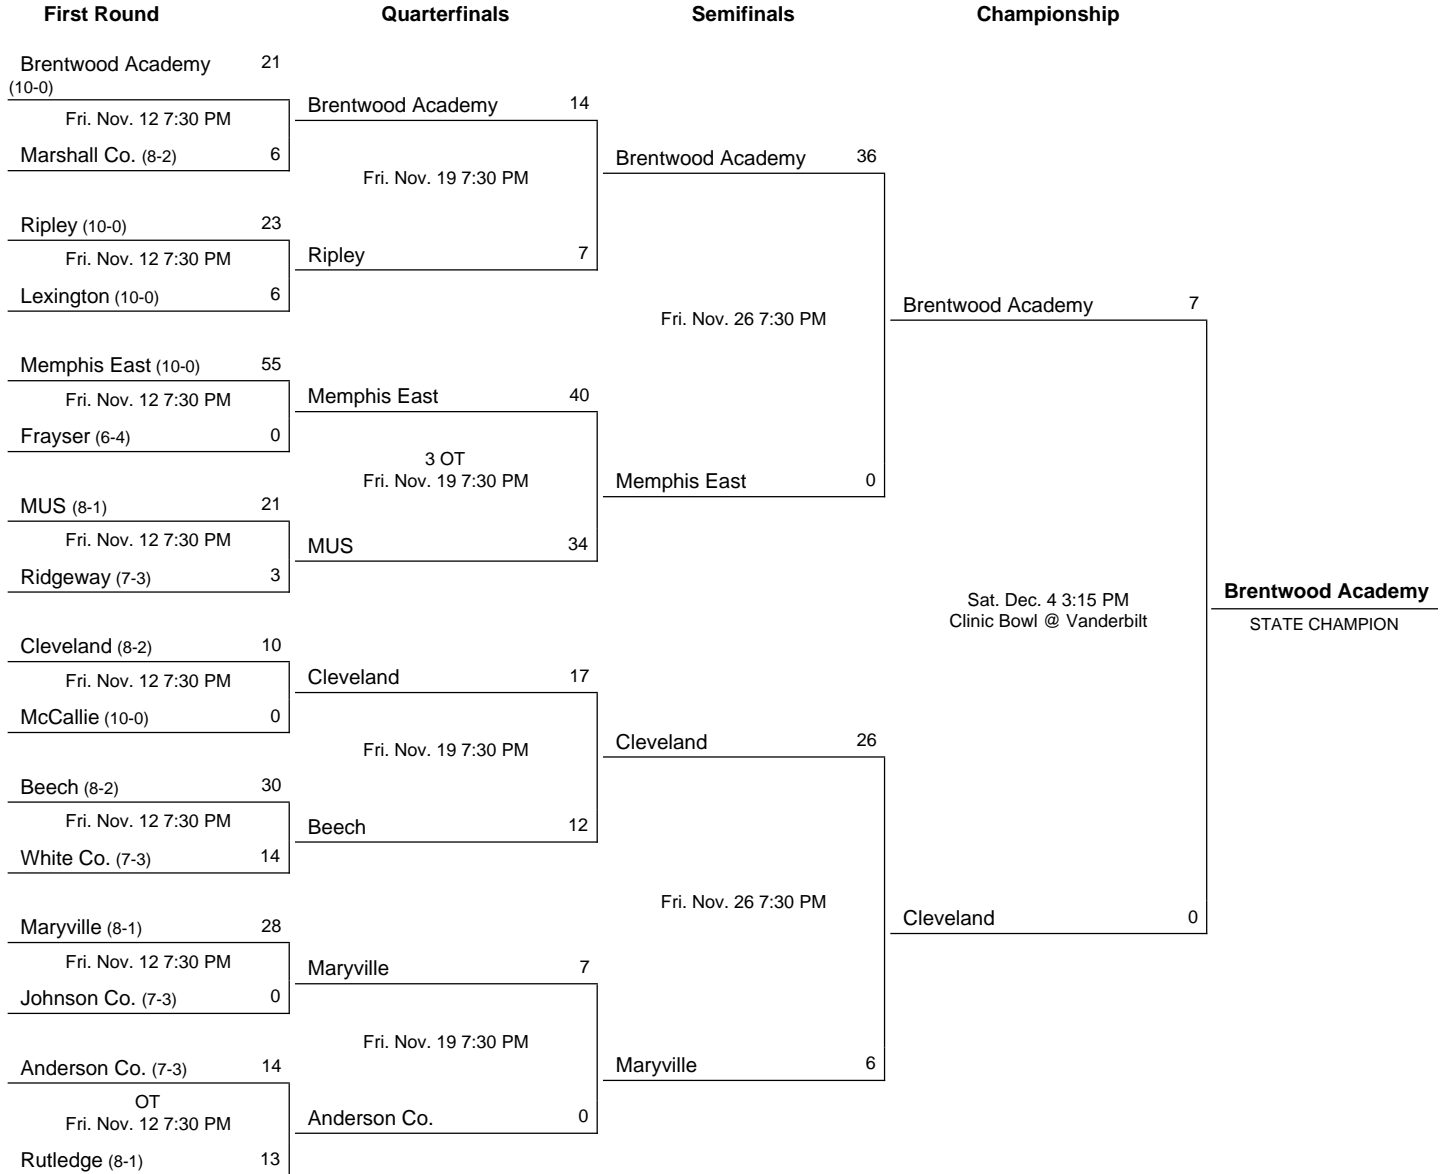 First Round Quarterfinals Semifinals Championship
Brentwood Academy 21
(10-0)
Fri. Nov. 12 7:30 PM
Marshall Co. (8-2) 6
Ripley (10-0) 23
Fri. Nov. 12 7:30 PM
Lexington (10-0) 6
Memphis East (10-0) 55
Fri. Nov. 12 7:30 PM
Frayser (6-4) 0
MUS (8-1) 21
Fri. Nov. 12 7:30 PM
Ridgeway (7-3) 3
Cleveland (8-2) 10
Fri. Nov. 12 7:30 PM
McCallie (10-0) 0
Beech (8-2) 30
Fri. Nov. 12 7:30 PM
White Co. (7-3) 14
Maryville (8-1) 28
Fri. Nov. 12 7:30 PM
Johnson Co. (7-3) 0
Anderson Co. (7-3) 14
OT
Fri. Nov. 12 7:30 PM
Rutledge (8-1) 13
Brentwood Academy 14
Fri. Nov. 19 7:30 PM
Ripley 7
Memphis East 40
3 OT
Fri. Nov. 19 7:30 PM
MUS 34
Cleveland 17
Fri. Nov. 19 7:30 PM
Beech 12
Maryville 7
Fri. Nov. 19 7:30 PM
Anderson Co. 0
Brentwood Academy 36
Fri. Nov. 26 7:30 PM
Memphis East 0
Cleveland 26
Fri. Nov. 26 7:30 PM
Maryville 6
Brentwood Academy 7
Sat. Dec. 4 3:15 PM
Clinic Bowl @ Vanderbilt
Cleveland 0
Brentwood Academy
STATE CHAMPION